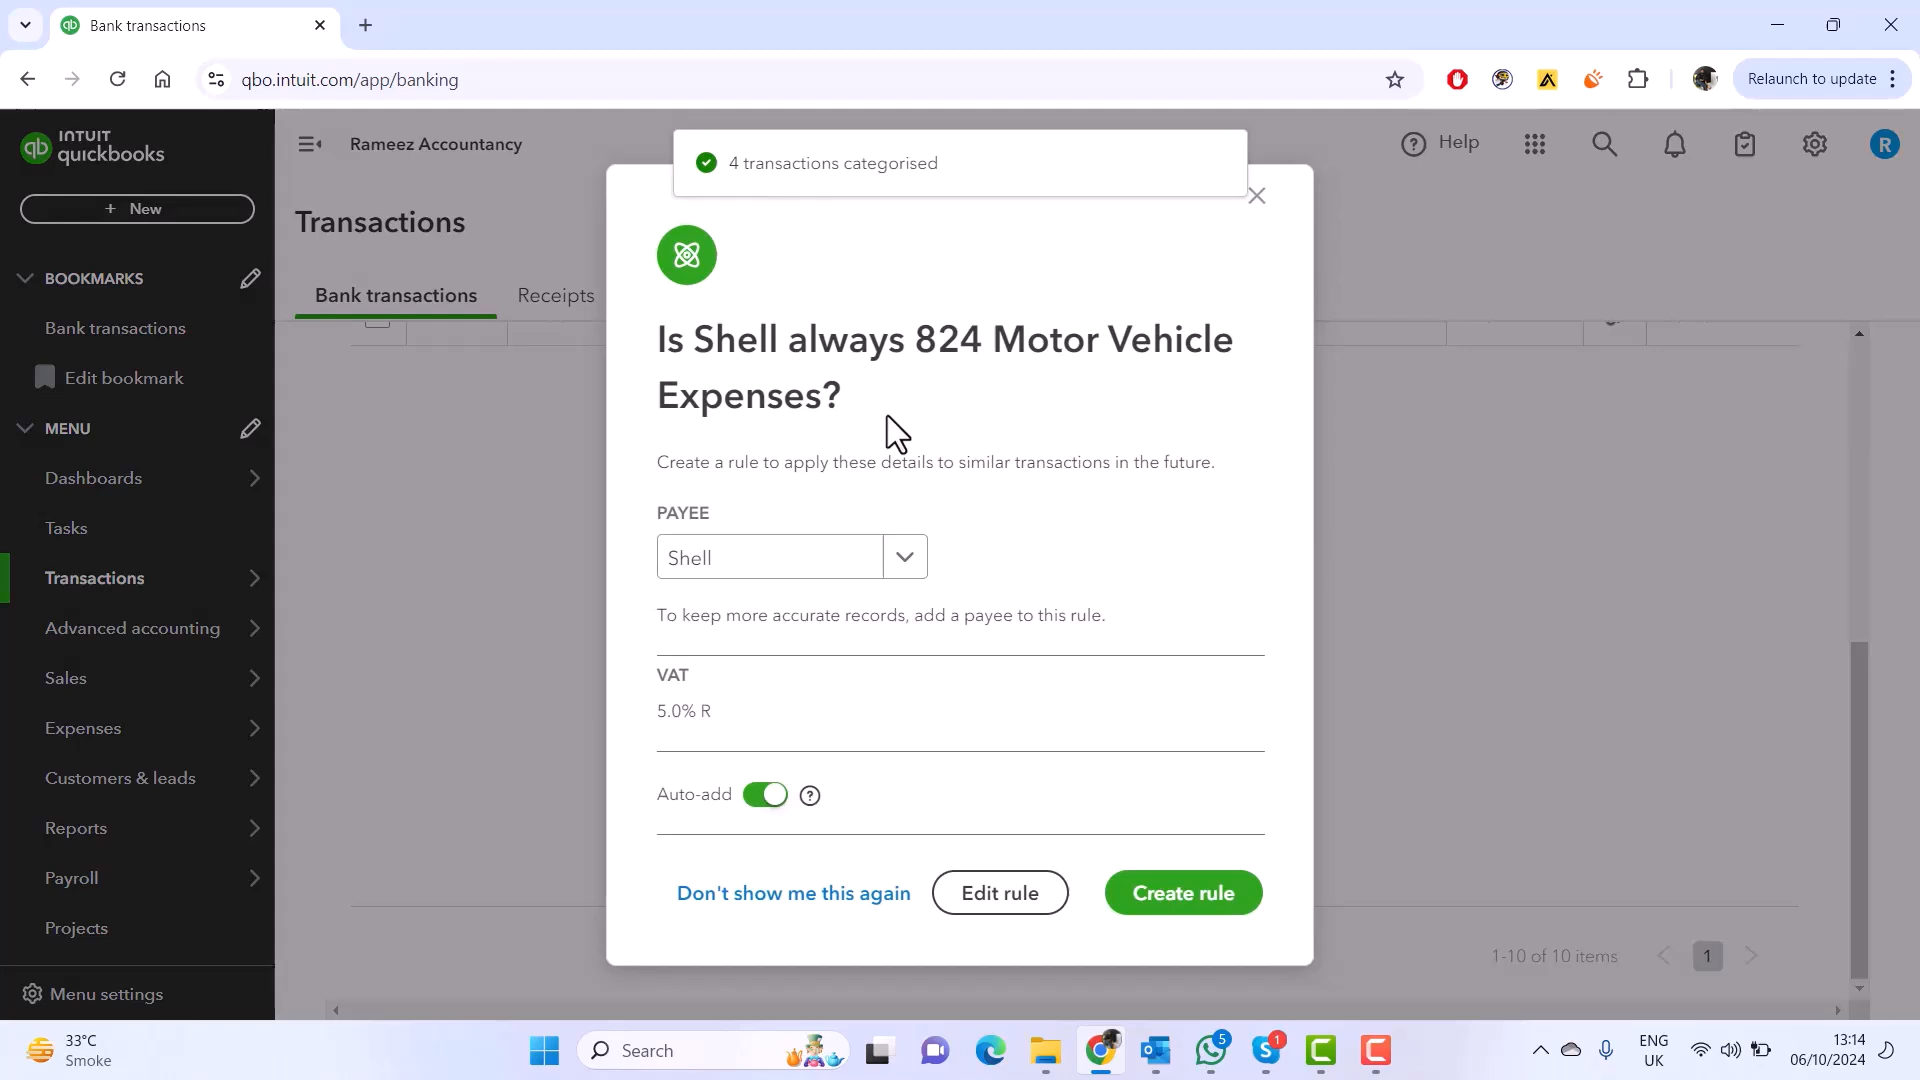 Bank transactions
qbo.intuit.com/app/banking
Relaunch to update
INTUIT
quickbooks
Rameez Accountancy
Help
R
+ New
Transactions
Bank transactions
Receipts
BOOKMARKS
Bank transactions
Edit bookmark
MENU
Dashboards
Tasks
Transactions
Advanced accounting
Sales
Expenses
Customers & leads
Reports
Payroll
Projects
Menu settings
4 transactions categorised
Is Shell always 824 Motor Vehicle
Expenses?
Create a rule to apply these details to similar transactions in the future.
PAYEE
Shell
To keep more accurate records, add a payee to this rule.
VAT
5.0% R
Auto-add
Don't show me this again
Edit rule
Create rule
1-10 of 10 items
1
33°C
Smoke
Search
5
1
ENG
UK
13:14
06/10/2024